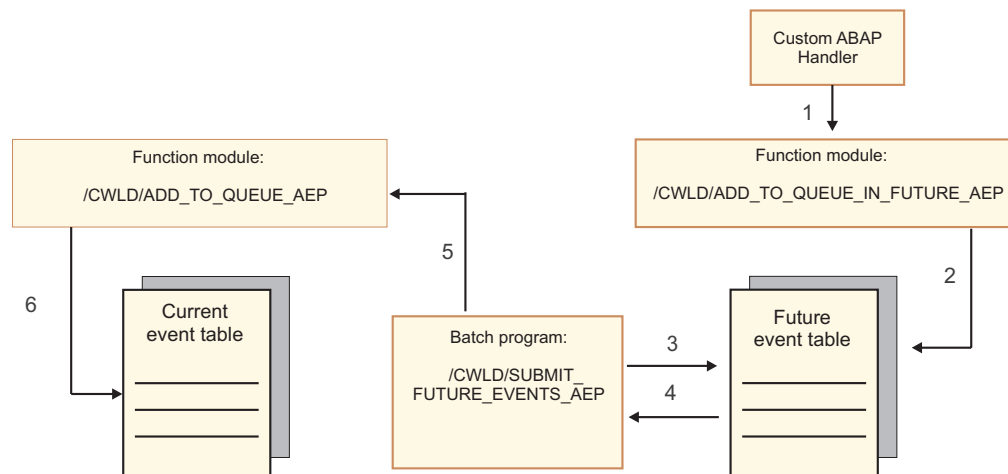 Custom ABAP
Handler
1
Function module:
/CWLD/ADD_TO_QUEUE_AEP
Function module:
/CWLD/ADD_TO_QUEUE_IN_FUTURE_AEP
5
2
6
Current
event table
Batch program:
/CWLD/SUBMIT_
FUTURE_EVENTS_AEP
3
4
Future
event table